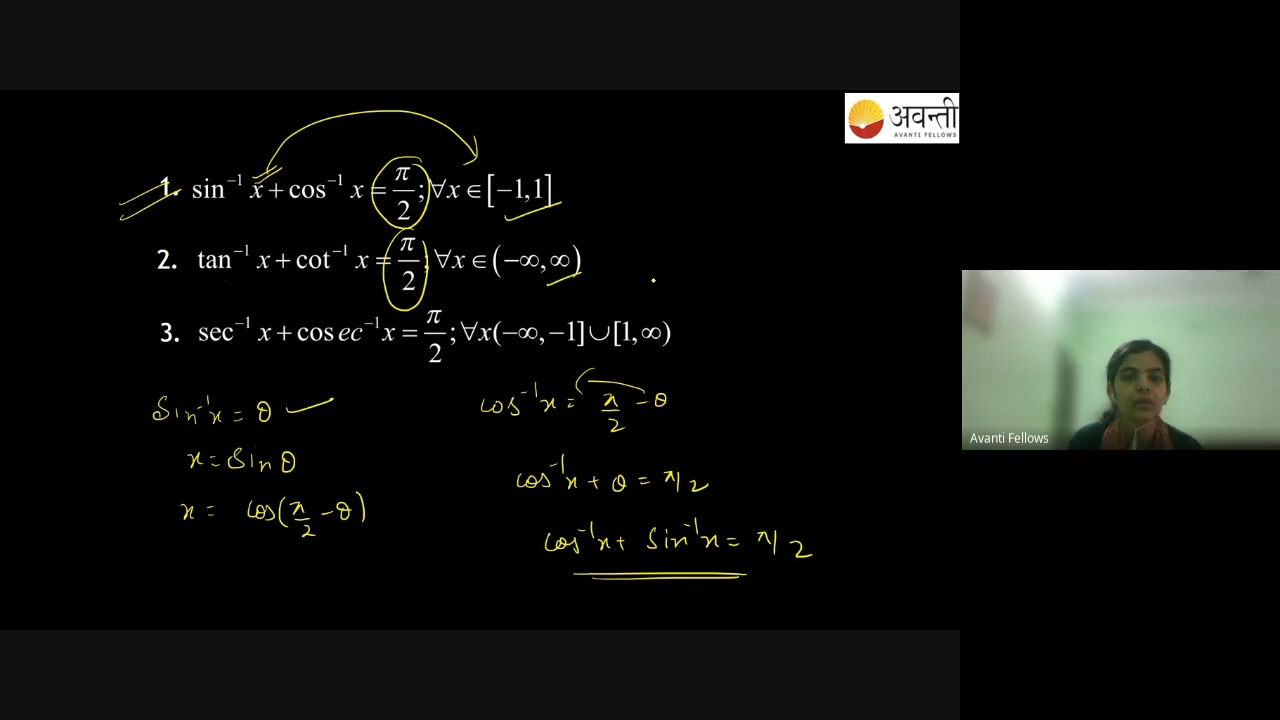 अवन्ती
AVANTI FELLOWS
1. sin⁻¹ x + cos⁻¹ x = π/2 ; ∀x ∈ [−1,1]
2. tan⁻¹ x + cot⁻¹ x = π/2 ∀x ∈ (−∞,∞)
3. sec⁻¹ x + cos ec⁻¹x = π/2 ; ∀x(−∞,−1] ∪ [1,∞)
Sin⁻¹x = θ
x = Sin θ
x = cos(π/2 − θ)
cos⁻¹x = π/2 − θ
cos⁻¹x + θ = π/2
cos⁻¹x + Sin⁻¹x = π/2
Avanti Fellows